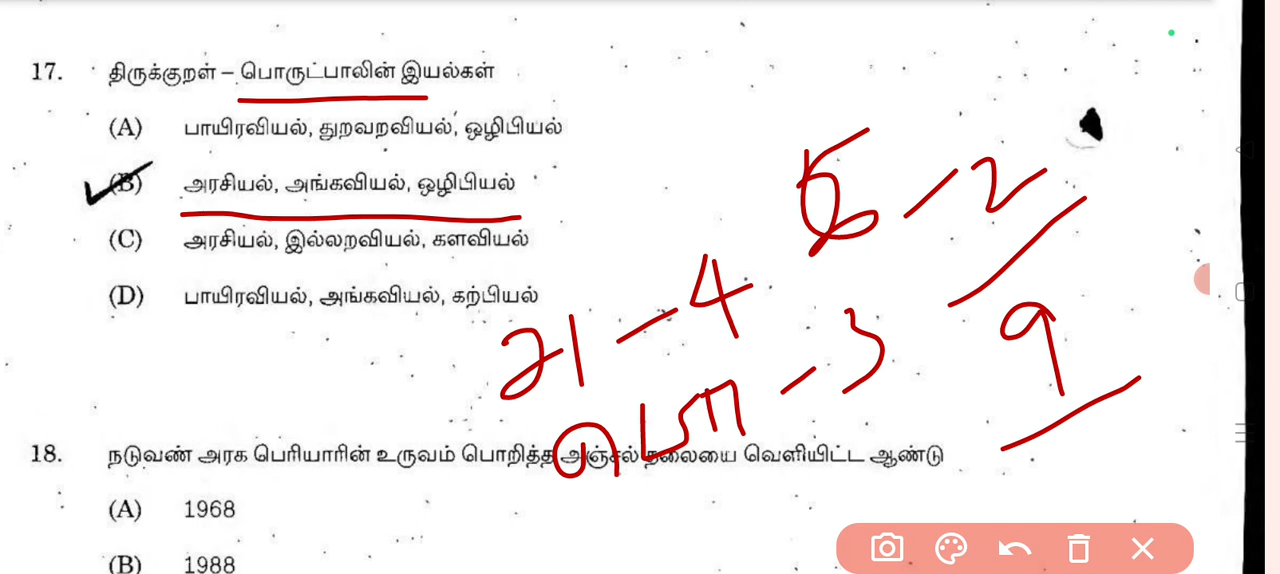 17. திருக்குறள் – பொருட்பாலின் இயல்கள்
(A) பாயிரவியல், துறவறவியல், ஒழிபியல்
(B) அரசியல், அங்கவியல், ஒழிபியல்
(C) அரசியல், இல்லறவியல், களவியல்
(D) பாயிரவியல், அங்கவியல், கற்பியல்
அ - 4
பொ - 3
இ - 2
9
18. நடுவண் அரசு பெரியாரின் உருவம் பொறித்த அஞ்சல் தலையை வெளியிட்ட ஆண்டு
(A) 1968
(B) 1988